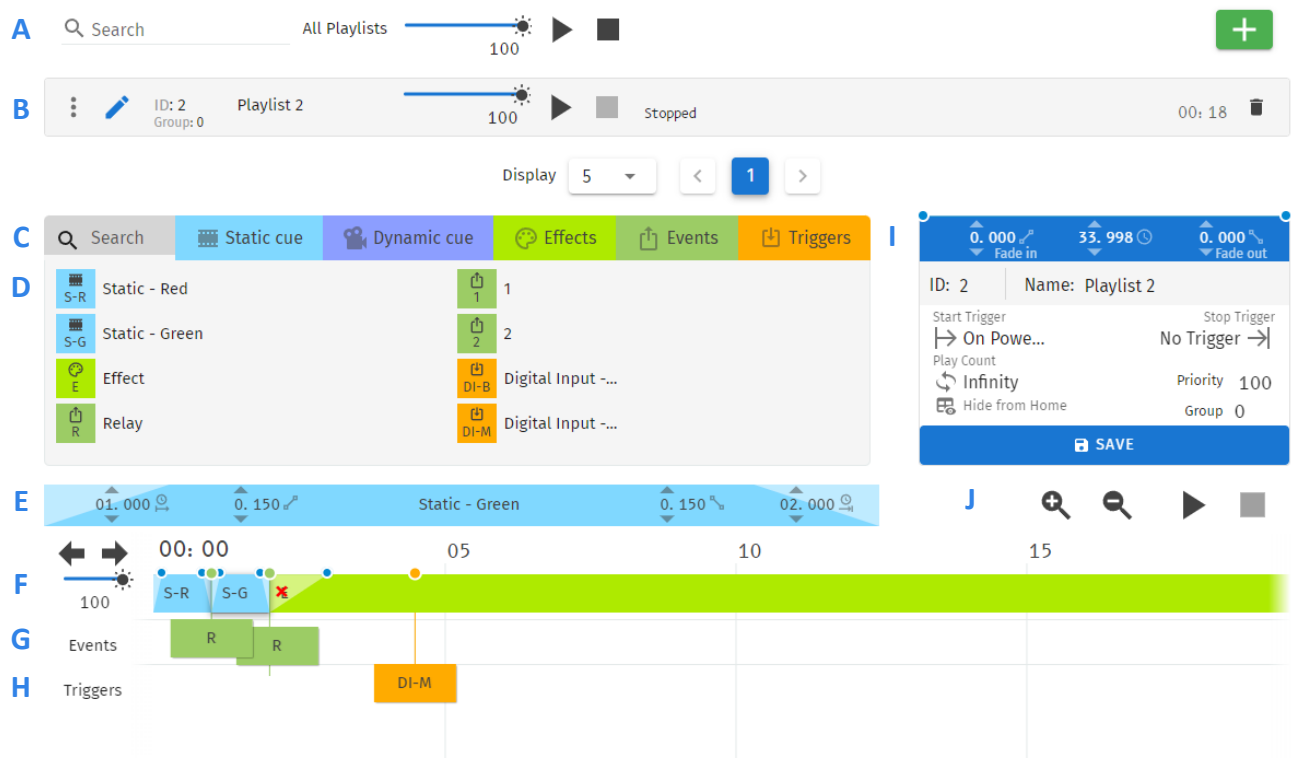 A Search All Playlists 100
B ID: 2 Group: 0 Playlist 2 100 Stopped 00: 18
Display 5 1
C Search Static cue Dynamic cue Effects Events Triggers
D S-R Static - Red 1 1
S-G Static - Green 2 2
E Effect DI-B Digital Input -...
R Relay DI-M Digital Input -...
I 0. 000 33. 998 0. 000
Fade in Fade out
ID: 2 Name: Playlist 2
Start Trigger Stop Trigger
On Powe... No Trigger
Play Count
Infinity Priority 100
Hide from Home Group 0
SAVE
E 01. 000 0. 150 Static - Green 0. 150 02. 000
J
00: 00 05 10 15
F 100 S-R S-G
G Events R R
H Triggers DI-M